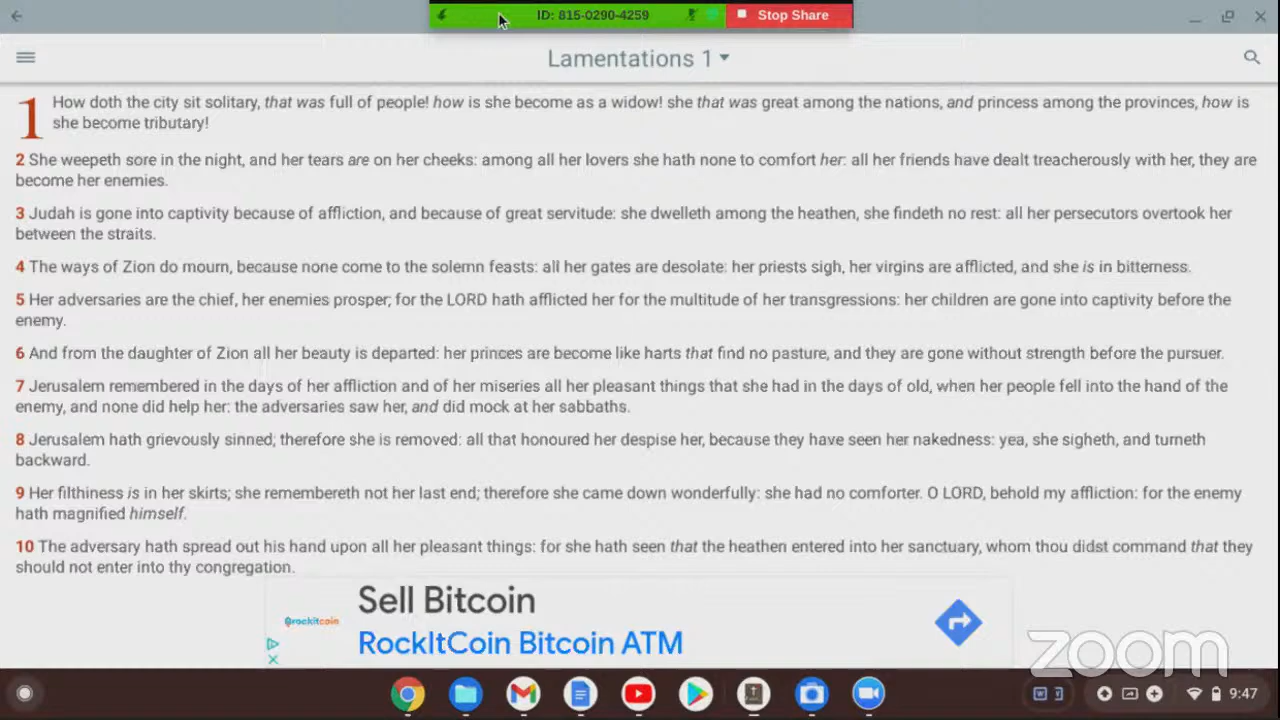 ID: 815-0290-4259
Stop Share
Lamentations 1
1 How doth the city sit solitary, that was full of people! how is she become as a widow! she that was great among the nations, and princess among the provinces, how is
she become tributary!
2 She weepeth sore in the night, and her tears are on her cheeks: among all her lovers she hath none to comfort her: all her friends have dealt treacherously with her, they are
become her enemies.
3 Judah is gone into captivity because of affliction, and because of great servitude: she dwelleth among the heathen, she findeth no rest: all her persecutors overtook her
between the straits.
4 The ways of Zion do mourn, because none come to the solemn feasts: all her gates are desolate: her priests sigh, her virgins are afflicted, and she is in bitterness.
5 Her adversaries are the chief, her enemies prosper; for the LORD hath afflicted her for the multitude of her transgressions: her children are gone into captivity before the
enemy.
6 And from the daughter of Zion all her beauty is departed: her princes are become like harts that find no pasture, and they are gone without strength before the pursuer.
7 Jerusalem remembered in the days of her affliction and of her miseries all her pleasant things that she had in the days of old, when her people fell into the hand of the
enemy, and none did help her: the adversaries saw her, and did mock at her sabbaths.
8 Jerusalem hath grievously sinned; therefore she is removed: all that honoured her despise her, because they have seen her nakedness: yea, she sigheth, and turneth
backward.
9 Her filthiness is in her skirts; she remembereth not her last end; therefore she came down wonderfully: she had no comforter. O LORD, behold my affliction: for the enemy
hath magnified himself.
10 The adversary hath spread out his hand upon all her pleasant things: for she hath seen that the heathen entered into her sanctuary, whom thou didst command that they
should not enter into thy congregation.
Sell Bitcoin
rockitcoin
RockItCoin Bitcoin ATM
zoom
9:47